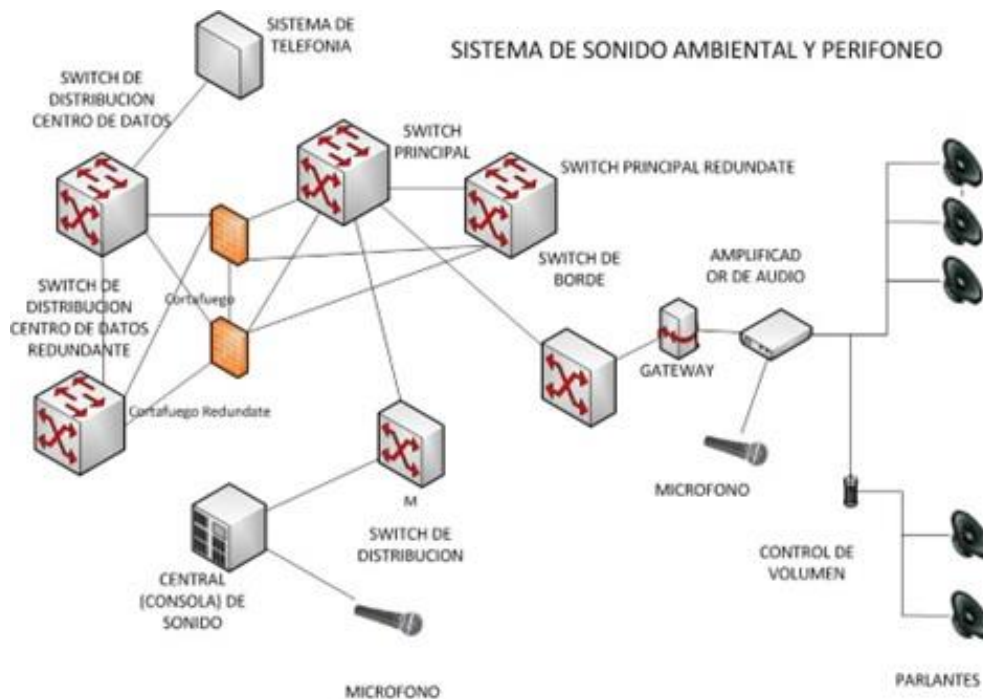 SISTEMA DE
TELEFONIA
SISTEMA DE SONIDO AMBIENTAL Y PERIFONEO
SWITCH DE
DISTRIBUCION
CENTRO DE DATOS
SWITCH
PRINCIPAL
SWITCH PRINCIPAL REDUNDATE
SWITCH DE
BORDE
AMPLIFICAD
OR DE AUDIO
SWITCH DE
DISTRIBUCION
CENTRO DE DATOS
REDUNDANTE
Cortafuego
GATEWAY
Cortafuego Redundate
MICROFONO
M
SWITCH DE
DISTRIBUCION
CONTROL DE
VOLUMEN
CENTRAL
(CONSOLA) DE
SONIDO
MICROFONO
PARLANTES